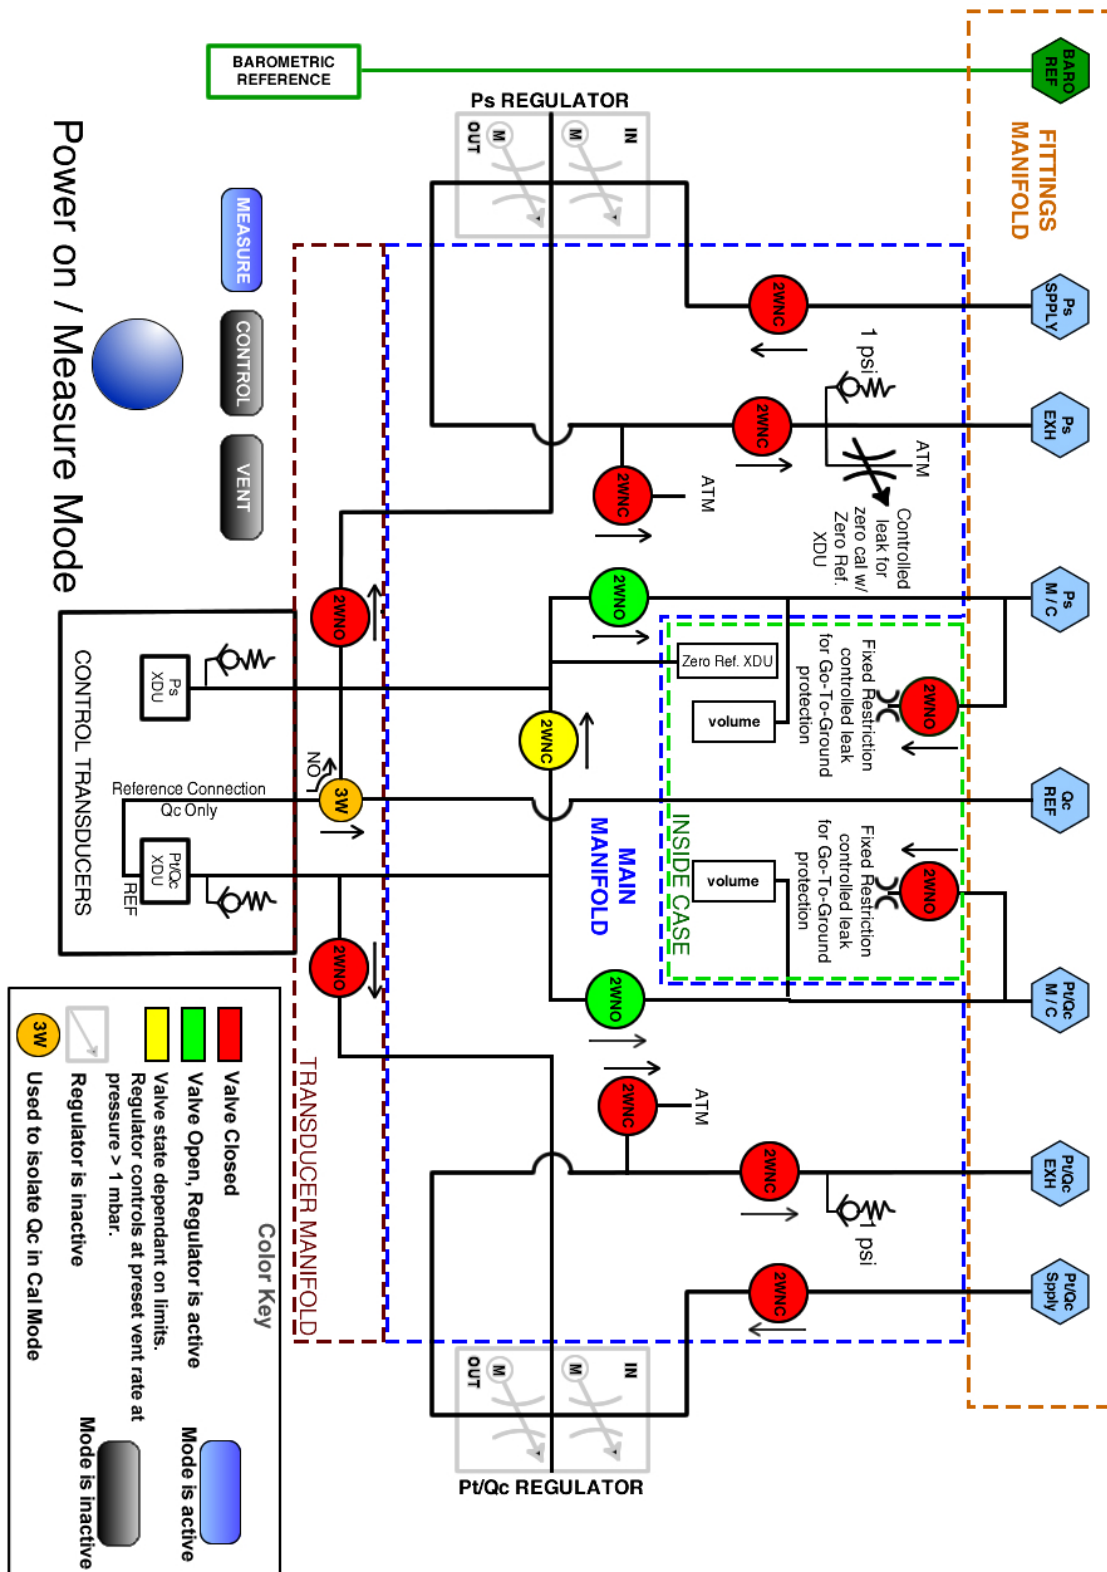 BARO
REF
BAROMETRIC
REFERENCE
FITTINGS
MANIFOLD
Ps REGULATOR
IN
M
OUT
M
Ps
SPPLY
2WNC
1 psi
Ps
EXH
2WNC
ATM
2WNC
ATM
Controlled
leak for
zero cal w/
Zero Ref.
XDU
Ps
M / C
2WNO
2WNO
Zero Ref. XDU
Fixed Restriction
controlled leak
for Go-To-Ground
protection
2WNO
volume
2WNC
Qc
REF
3W
NO
MAIN
MANIFOLD
INSIDE CASE
Fixed Restriction
controlled leak
for Go-To-Ground
protection
2WNO
volume
2WNO
2WNO
Pt/Qc
M / C
2WNC
ATM
2WNC
1 psi
Pt/Qc
EXH
2WNC
Pt/Qc
Spply
IN
M
OUT
M
Pt/Qc REGULATOR
TRANSDUCER MANIFOLD
CONTROL TRANSDUCERS
Ps
XDU
Reference Connection
Qc Only
Pt/Qc
XDU
REF
MEASURE
CONTROL
VENT
Power on / Measure Mode
Color Key
Valve Closed
Valve Open, Regulator is active
Valve state dependant on limits.
Regulator controls at preset vent rate at
pressure > 1 mbar.
Regulator is inactive
3W
Used to isolate Qc in Cal Mode
Mode is active
Mode is inactive